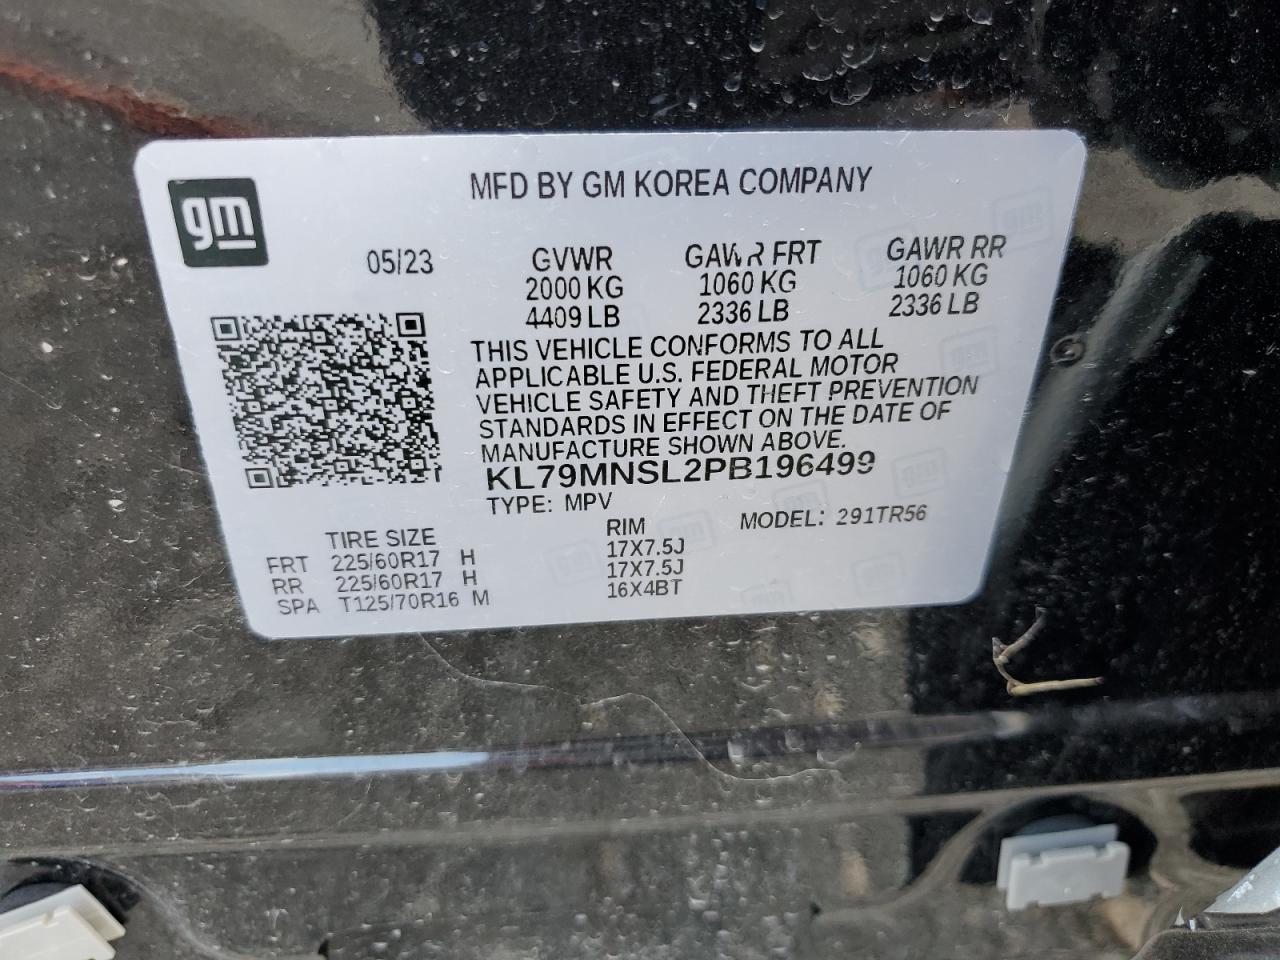 gm
MFD BY GM KOREA COMPANY
05/23 GVWR GAWR FRT GAWR RR
2000 KG 1060 KG 1060 KG
4409 LB 2336 LB 2336 LB
THIS VEHICLE CONFORMS TO ALL
APPLICABLE U.S. FEDERAL MOTOR
VEHICLE SAFETY AND THEFT PREVENTION
STANDARDS IN EFFECT ON THE DATE OF
MANUFACTURE SHOWN ABOVE.
KL79MNSL2PB196499
TYPE: MPV MODEL: 291TR56
TIRE SIZE RIM
FRT 225/60R17 H 17X7.5J
RR 225/60R17 H 17X7.5J
SPA T125/70R16 M 16X4BT